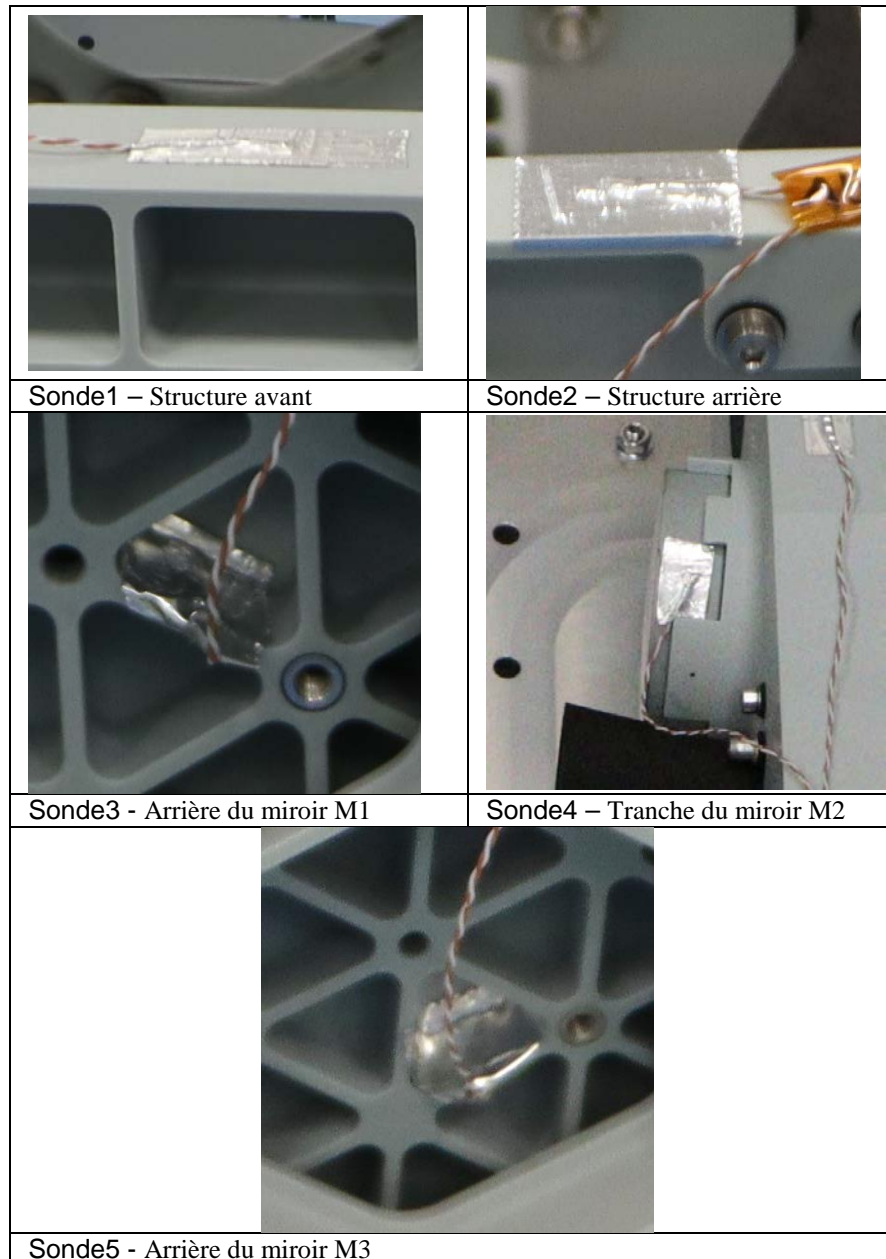 Sonde1 – Structure avant
Sonde2 – Structure arrière
Sonde3 - Arrière du miroir M1
Sonde4 – Tranche du miroir M2
Sonde5 - Arrière du miroir M3